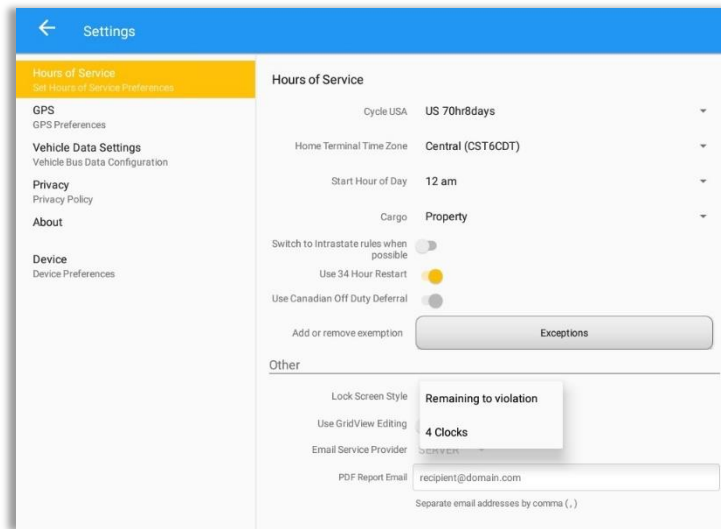 Settings
Hours of Service
Set Hours of Service Preferences
GPS
GPS Preferences
Vehicle Data Settings
Vehicle Bus Data Configuration
Privacy
Privacy Policy
About
Device
Device Preferences
Hours of Service
Cycle USA US 70hr8days
Home Terminal Time Zone Central (CST6CDT)
Start Hour of Day 12 am
Cargo Property
Switch to Intrastate rules when
possible
Use 34 Hour Restart
Use Canadian Off Duty Deferral
Add or remove exemption Exceptions
Other
Lock Screen Style Remaining to violation
Use GridView Editing 4 Clocks
Email Service Provider SERVER
PDF Report Email recipient@domain.com
Separate email addresses by comma ( , )